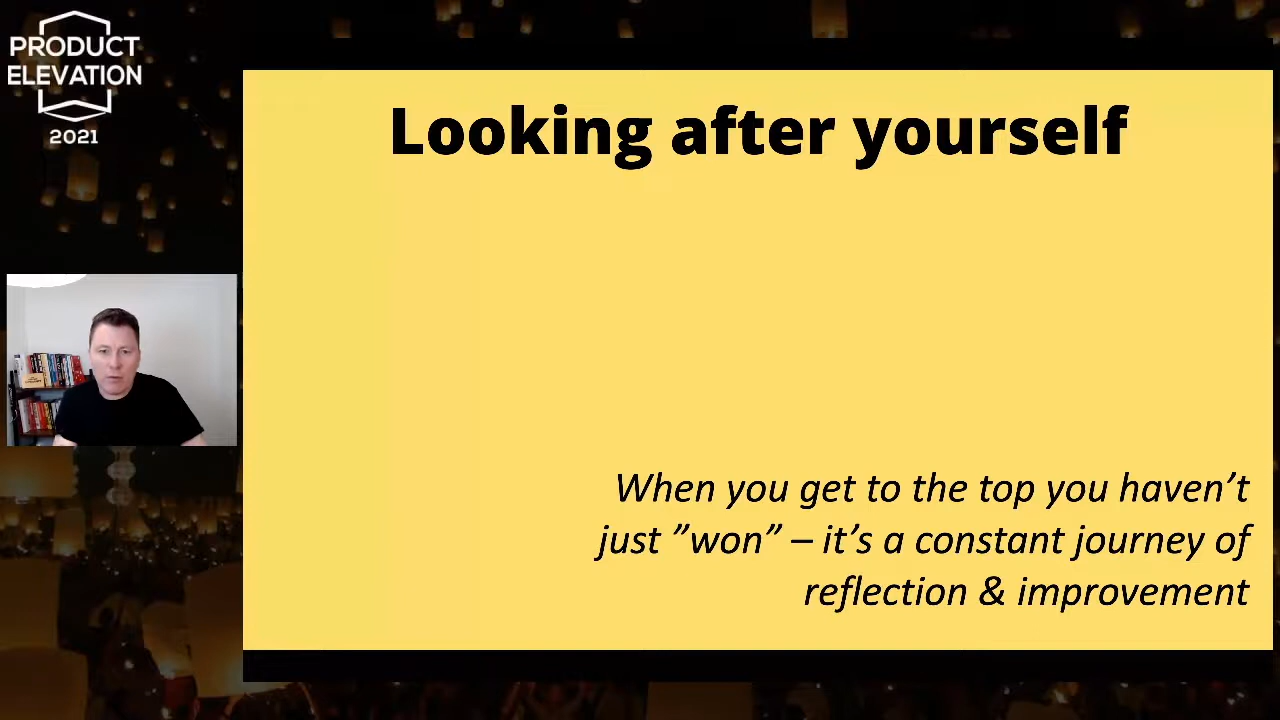 PRODUCT
ELEVATION
2021
Looking after yourself
When you get to the top you haven’t
just ”won” – it’s a constant journey of
reflection & improvement